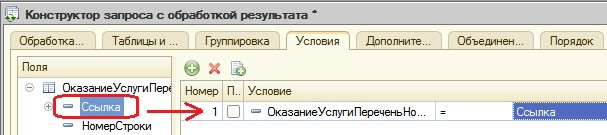 Конструктор запроса с обработкой результата *
Обработка... Таблицы и ... Группировка Условия Дополните... Объединен... Порядок
Поля
Номер П.. Условие
ОказаниеУслугиПере
1 ОказаниеУслугиПереченьНо... = Ссылка
Ссылка
НомерСтроки